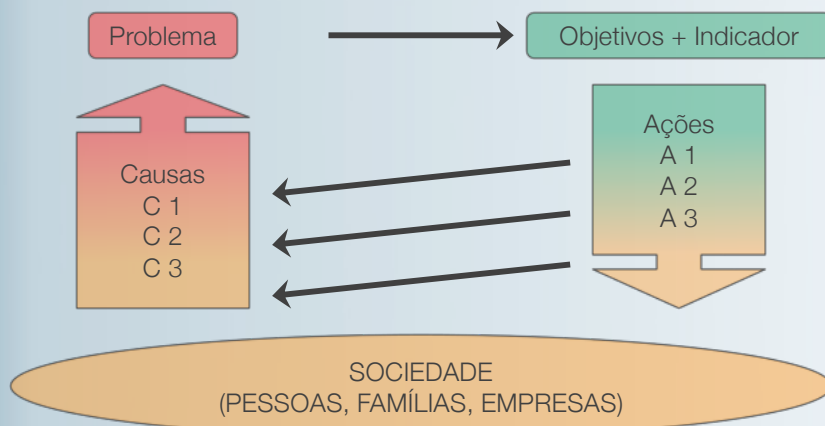 Problema
Objetivos + Indicador
Causas
C 1
C 2
C 3
Ações
A 1
A 2
A 3
SOCIEDADE
(PESSOAS, FAMÍLIAS, EMPRESAS)